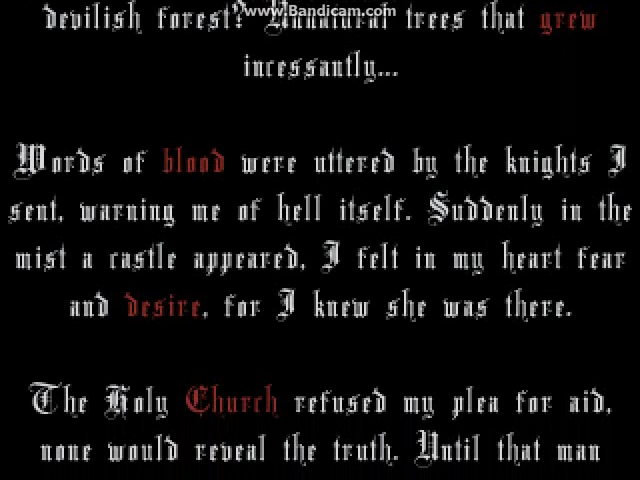 www.Bandicam.com
devilish forest? Unnatural trees that grew
incessantly...
Words of blood were uttered by the knights I
sent, warning me of hell itself. Suddenly in the
mist a castle appeared, I felt in my heart fear
and desire, for I knew she was there.
The Holy Church refused my plea for aid,
none would reveal the truth. Until that man